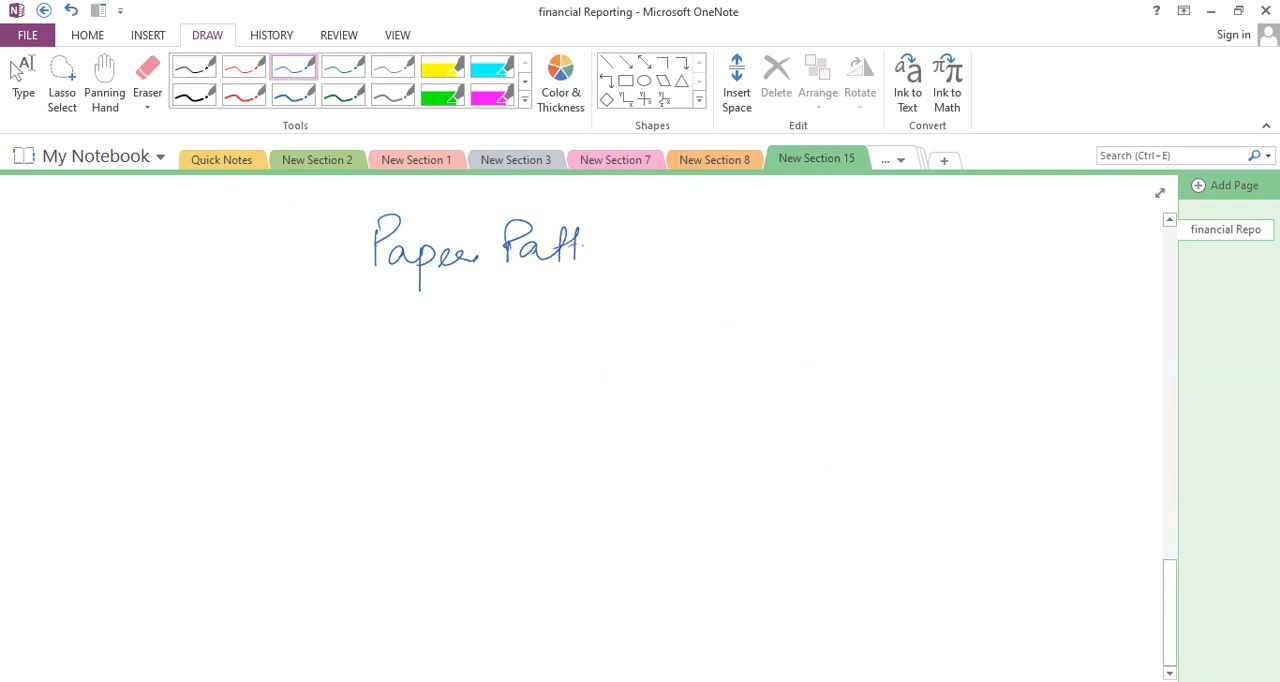 financial Reporting - Microsoft OneNote
?
FILE
HOME
INSERT
DRAW
HISTORY
REVIEW
VIEW
Sign in
Type
Lasso Select
Panning Hand
Eraser
Color & Thickness
Insert Space
Delete
Arrange
Rotate
Ink to Text
Ink to Math
Tools
Shapes
Edit
Convert
My Notebook
Quick Notes
New Section 2
New Section 1
New Section 3
New Section 7
New Section 8
New Section 15
...
Search (Ctrl+E)
Add Page
financial Repo
Paper Patt